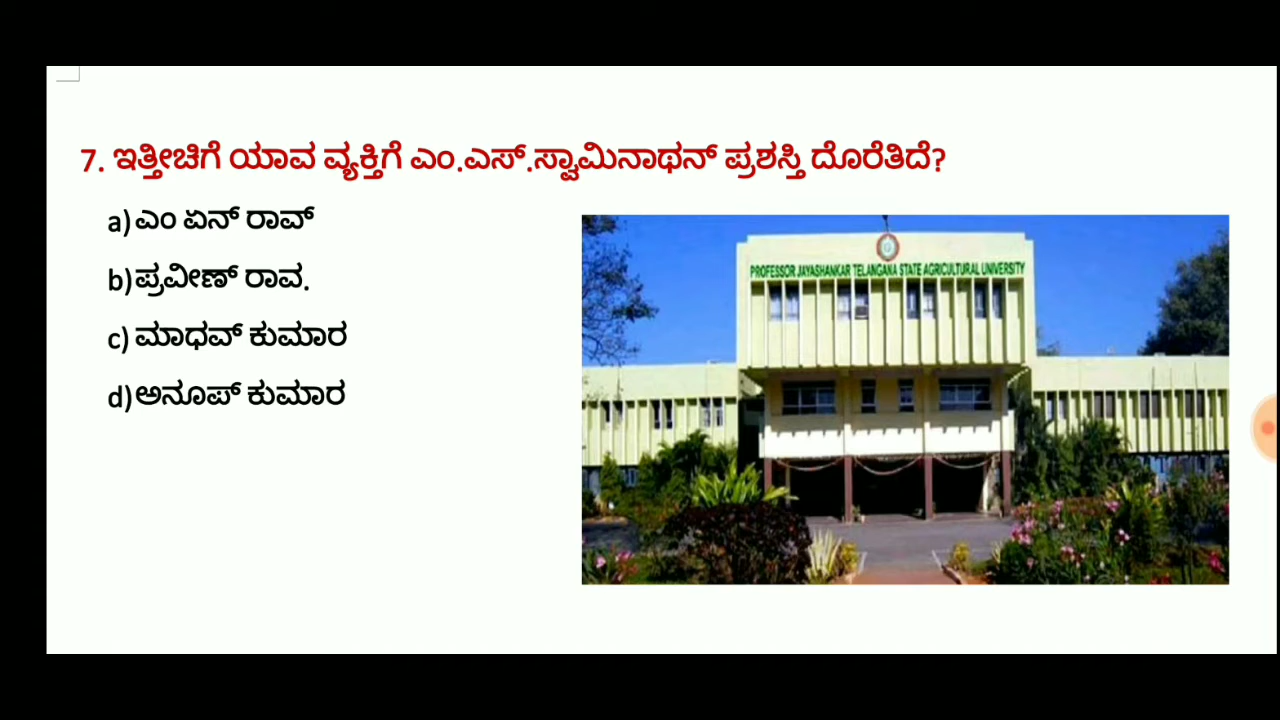 7. ಇತ್ತೀಚಿಗೆ ಯಾವ ವ್ಯಕ್ತಿಗೆ ಎಂ.ಎಸ್.ಸ್ವಾಮಿನಾಥನ್ ಪ್ರಶಸ್ತಿ ದೊರೆತಿದೆ?
a) ಎಂ ಏನ್ ರಾವ್
b) ಪ್ರವೀಣ್ ರಾವ.
c) ಮಾಧವ್ ಕುಮಾರ
d) ಅನೂಪ್ ಕುಮಾರ
PROFESSOR JAYASHANKAR TELANGANA STATE AGRICULTURAL UNIVERSITY